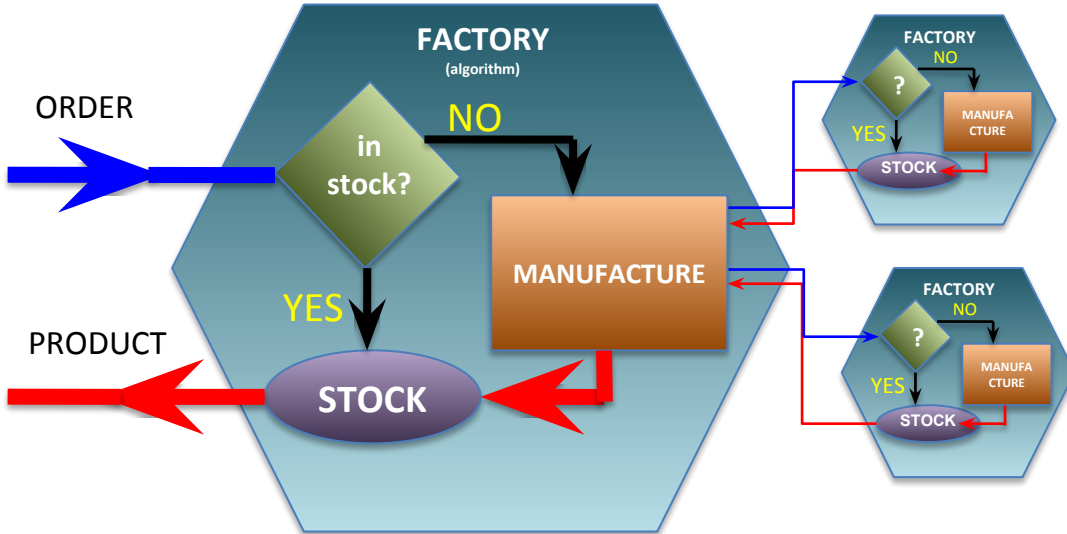 FACTORY
(algorithm)
ORDER
in
stock?
NO
YES
MANUFACTURE
PRODUCT
STOCK
FACTORY
NO
?
MANUFA
CTURE
YES
STOCK
FACTORY
NO
?
MANUFA
CTURE
YES
STOCK